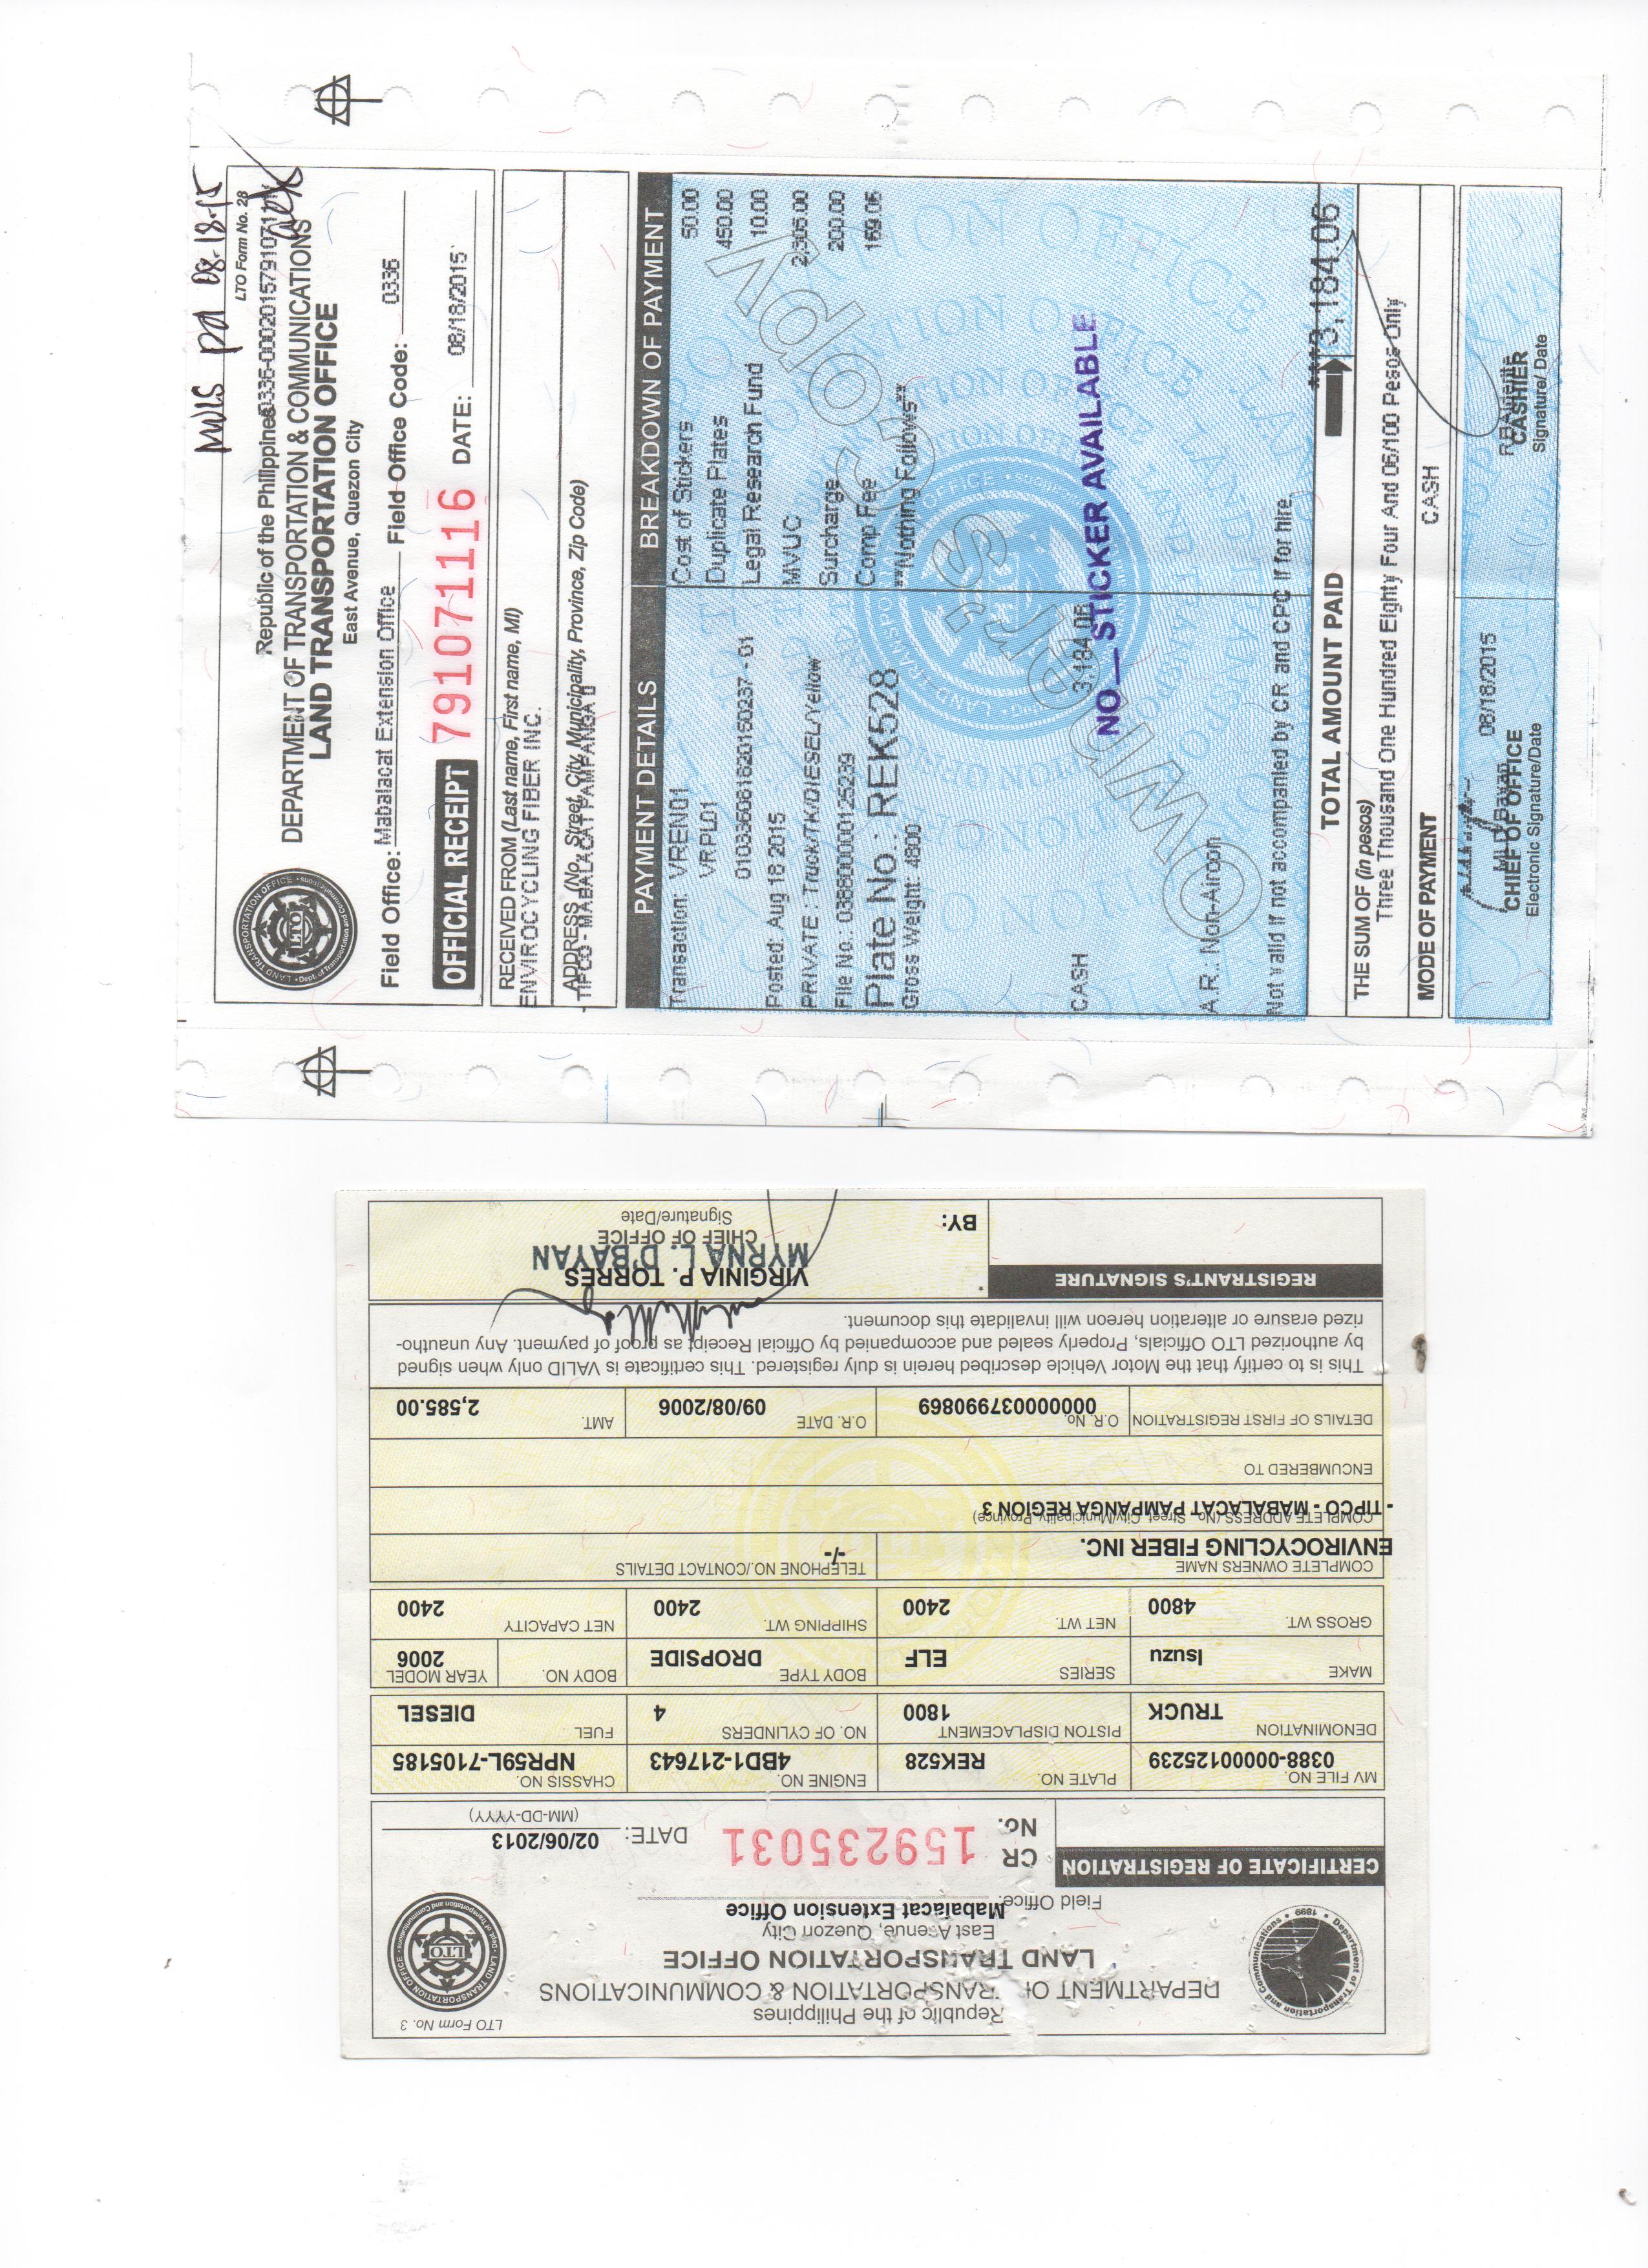 MVIS pd 08.18.15
LTO Form No. 28
Republic of the Philippines 0336-000201579107111
DEPARTMENT OF TRANSPORTATION & COMMUNICATIONS
LAND TRANSPORTATION OFFICE
East Avenue, Quezon City
Field Office: Mabalacat Extension Office Field Office Code: 0336
OFFICIAL RECEIPT 791071116 DATE: 08/18/2015
RECEIVED FROM (Last name, First name, MI)
ENVIROCYCLING FIBER INC.
ADDRESS (No., Street, City, Municipality, Province, Zip Code)
- TIPCO - MABALACAT PAMPANGA
PAYMENT DETAILS BREAKDOWN OF PAYMENT
Transaction: VREN01 Cost of Stickers 50.00
VRPL01 Duplicate Plates 450.00
0103360818201550237 - 01 Legal Research Fund 10.00
Posted: Aug 18 2015 MVUC 2,305.00
PRIVATE : Truck/TK/DIESEL/Yellow Surcharge 200.00
File No.: 038800000125239 Comp Fee 169.06
Plate No.: REK528 **Nothing Follows**
Gross Weight: 4800
Owner's Copy
CASH 3,184.06
NO STICKER AVAILABLE
A.R.: Non-Aircon
Not valid if not accompanied by CR and CPC if for hire.
TOTAL AMOUNT PAID ***3,184.06
THE SUM OF (in pesos)
Three Thousand One Hundred Eighty Four And 06/100 Pesos Only
MODE OF PAYMENT CASH
08/18/2015
CHIEF OF OFFICE CASHIER
Electronic Signature/Date Signature/ Date
LTO Form No. 3
Republic of the Philippines
DEPARTMENT OF TRANSPORTATION & COMMUNICATIONS
LAND TRANSPORTATION OFFICE
East Avenue, Quezon City
Field Office: Mabalacat Extension Office
CERTIFICATE OF REGISTRATION CR No. 159235031 DATE: 02/06/2013
(MM-DD-YYYY)
MV FILE NO. PLATE NO. ENGINE NO. CHASSIS NO.
0388-00000125239 REK528 4BD1-217643 NPR59L-7105185
DENOMINATION PISTON DISPLACEMENT NO. OF CYLINDERS FUEL
TRUCK 1800 4 DIESEL
MAKE SERIES BODY TYPE BODY NO. YEAR MODEL
Isuzu ELF DROPSIDE 2006
GROSS WT. NET WT. SHIPPING WT. NET CAPACITY
4800 2400 2400 2400
COMPLETE OWNERS NAME TELEPHONE NO./CONTACT DETAILS
ENVIROCYCLING FIBER INC. -/-
COMPLETE ADDRESS (No., Street, City/Municipality, Province)
- TIPCO - MABALACAT PAMPANGA REGION 3
ENCUMBERED TO
DETAILS OF FIRST REGISTRATION O.R. No. O.R. DATE AMT.
0000000037990869 09/08/2006 2,585.00
This is to certify that the Motor Vehicle described herein is duly registered. This certificate is VALID only when signed
by authorized LTO Officials, Properly sealed and accompanied by Official Receipt as proof of payment. Any unautho-
rized erasure or alteration hereon will invalidate this document.
REGISTRANT'S SIGNATURE
VIRGINIA P. TORRES
MYRNA L. D'BAYAN
CHIEF OF OFFICE
BY: Signature/Date